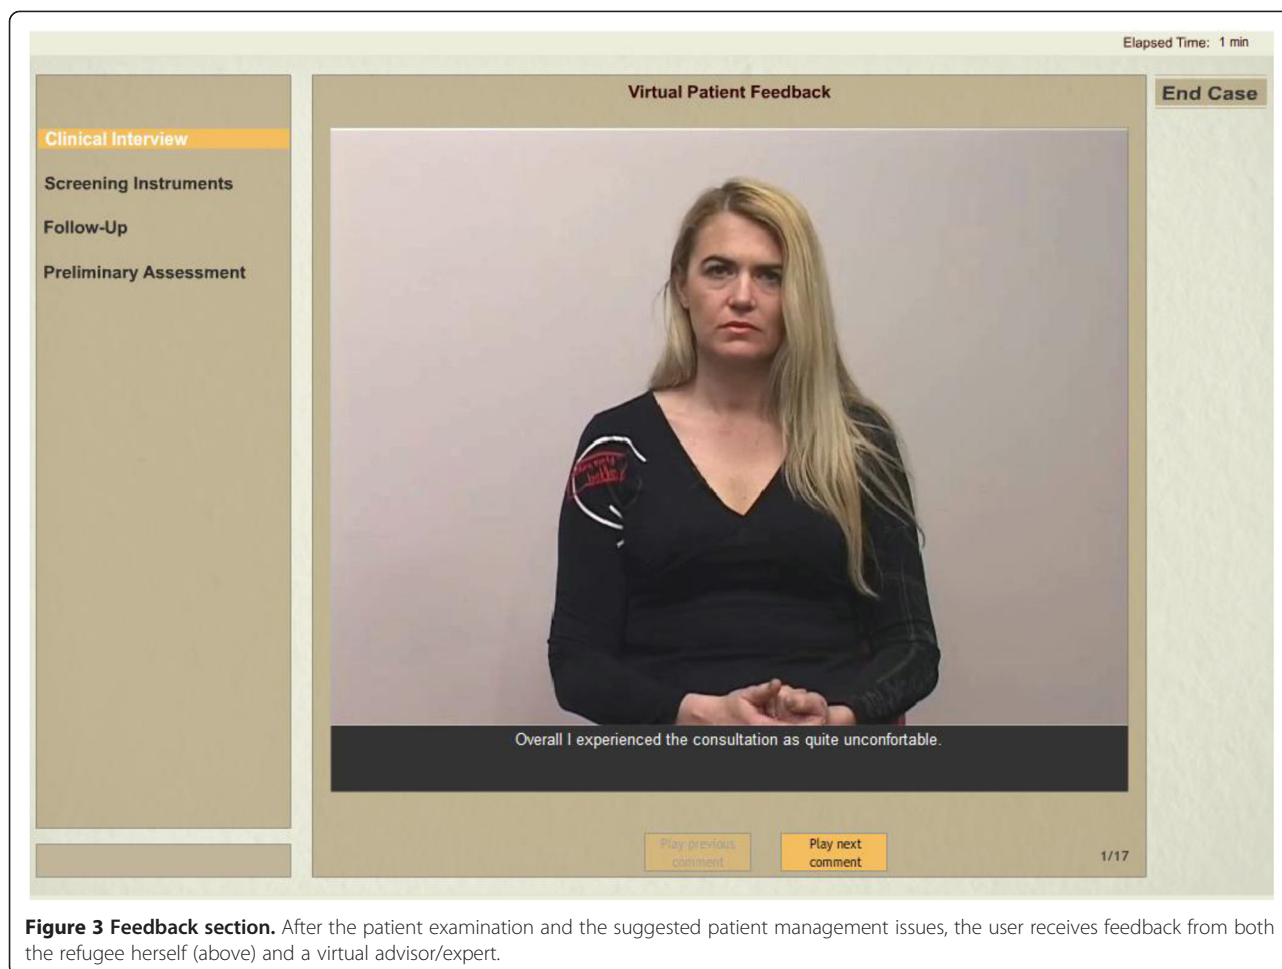 Elapsed Time: 1 min
Virtual Patient Feedback
End Case
Clinical Interview
Screening Instruments
Follow-Up
Preliminary Assessment
Overall I experienced the consultation as quite unconfortable.
Play previous
comment
Play next
comment
1/17
Figure 3 Feedback section. After the patient examination and the suggested patient management issues, the user receives feedback from both
the refugee herself (above) and a virtual advisor/expert.